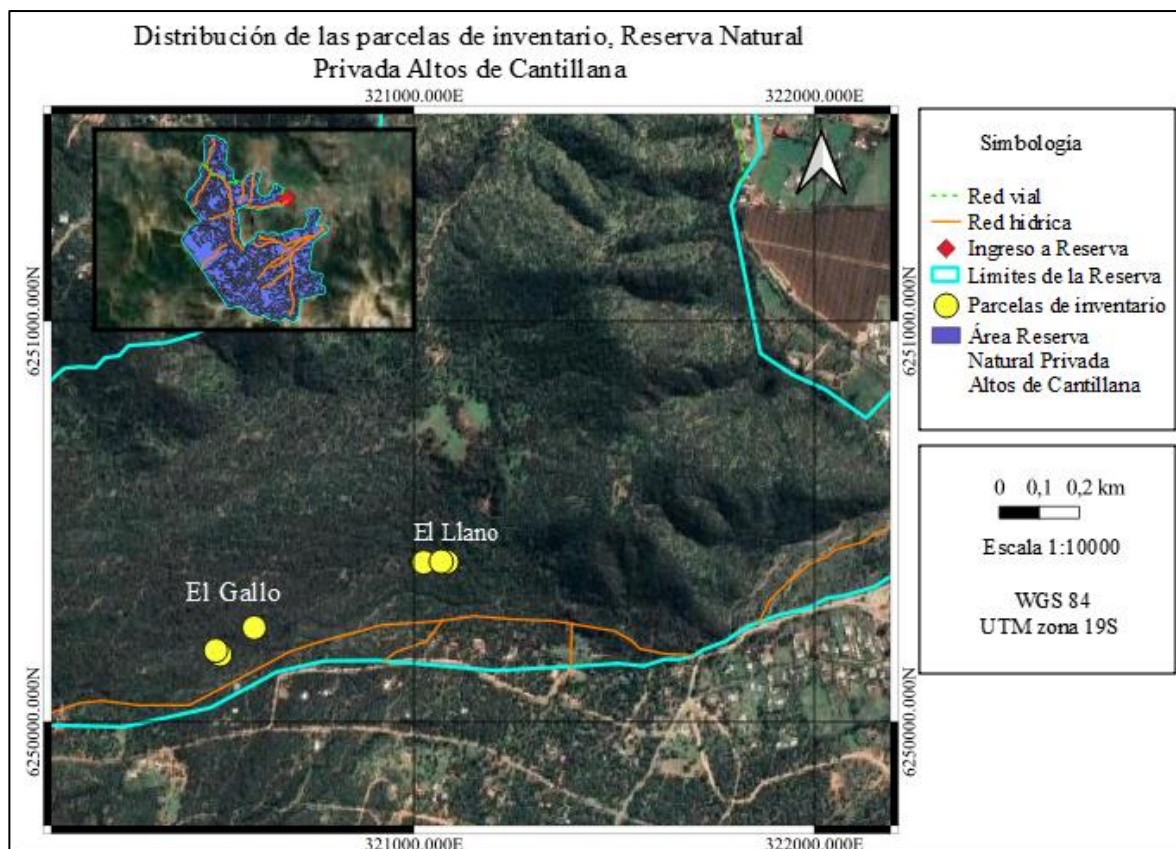 Distribución de las parcelas de inventario, Reserva Natural
Privada Altos de Cantillana
321000.000E
322000.000E
6251000.000N
6251000.000N
El Llano
El Gallo
6250000.000N
6250000.000N
321000.000E
322000.000E
Simbología
Red vial
Red hídrica
Ingreso a Reserva
Limites de la Reserva
Parcelas de inventario
Área Reserva
Natural Privada
Altos de Cantillana
0 0,1 0,2 km
Escala 1:10000
WGS 84
UTM zona 19S